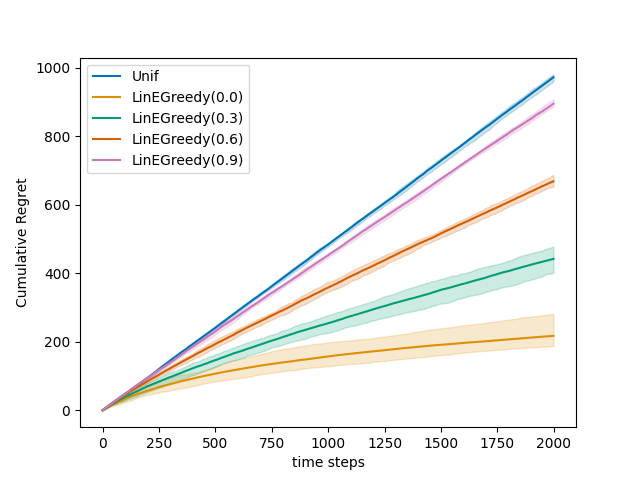 1000
800
600
400
200
0
Cumulative Regret
Unif
LinEGreedy(0.0)
LinEGreedy(0.3)
LinEGreedy(0.6)
LinEGreedy(0.9)
0 250 500 750 1000 1250 1500 1750 2000
time steps